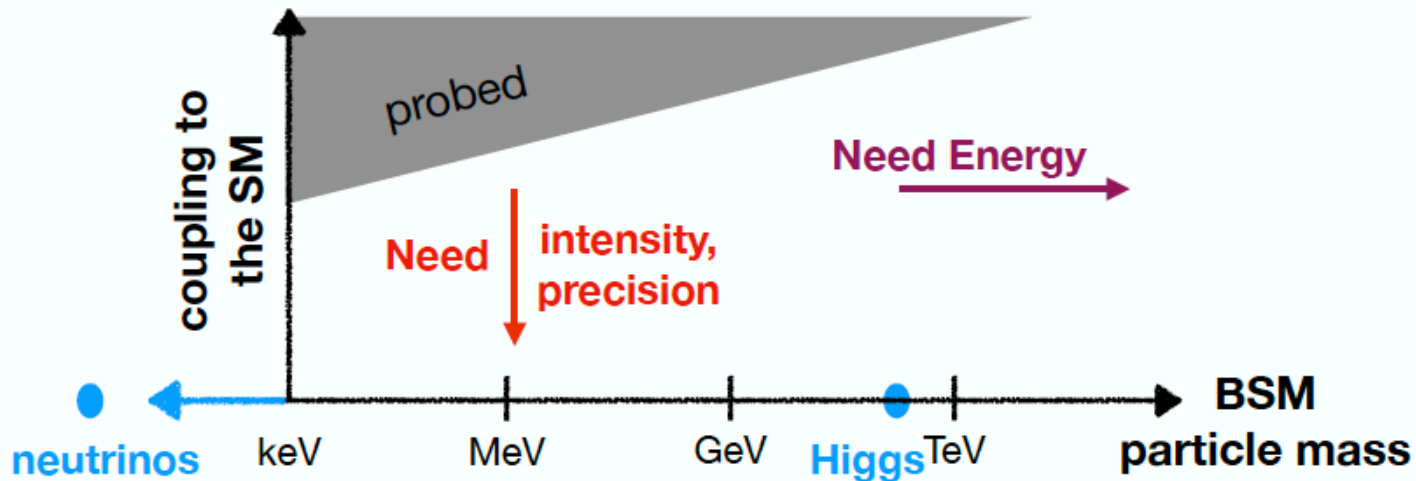 probed
coupling to
the SM
Need Energy
Need
intensity,
precision
BSM
particle mass
neutrinos
keV
MeV
GeV
Higgs
TeV